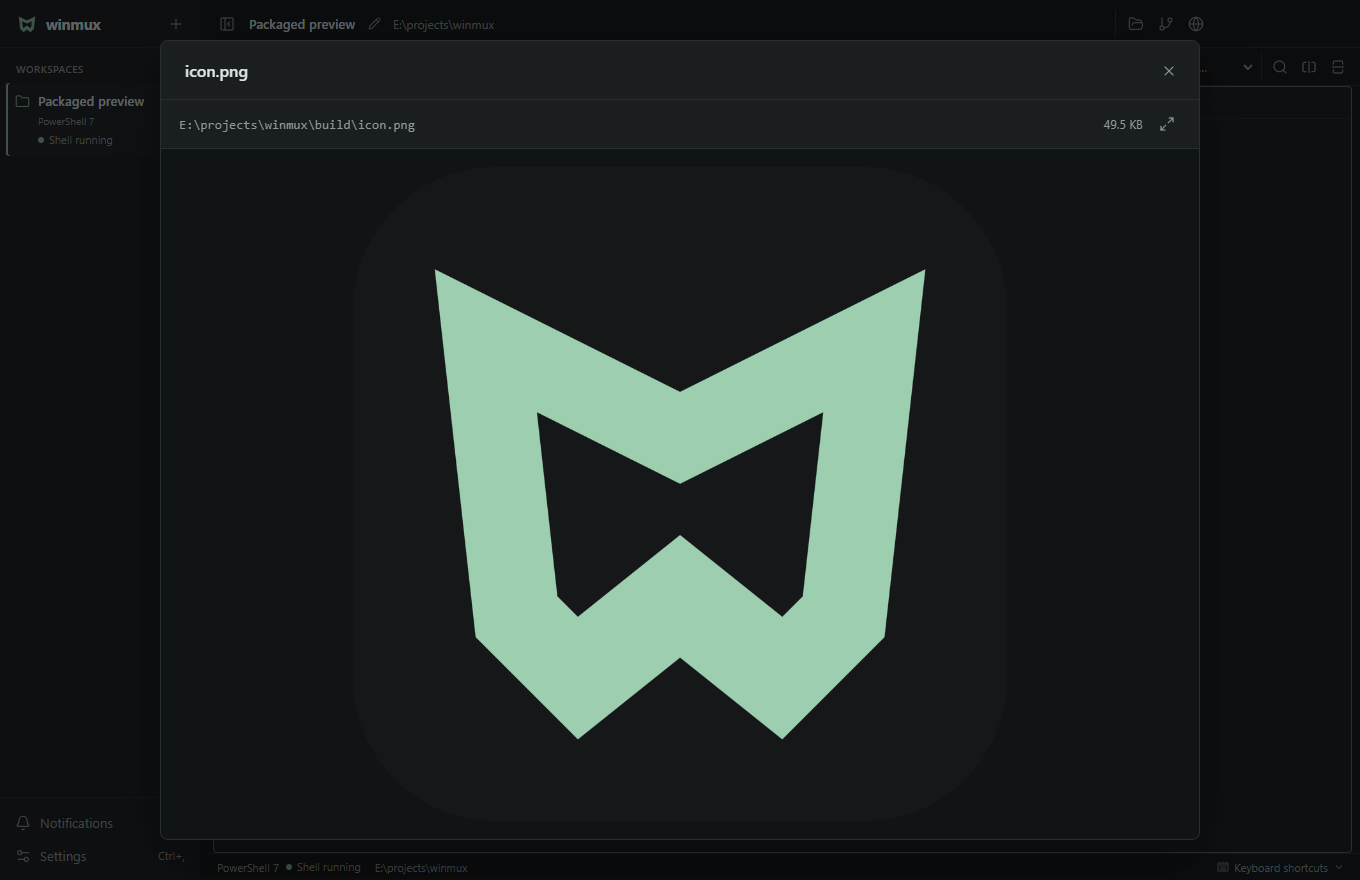 winmux
Packaged preview
E:\projects\winmux
WORKSPACES
Packaged preview
PowerShell 7
Shell running
icon.png
...
E:\projects\winmux\build\icon.png
49.5 KB
Notifications
Settings
Ctrl+,
PowerShell 7
Shell running
E:\projects\winmux
Keyboard shortcuts